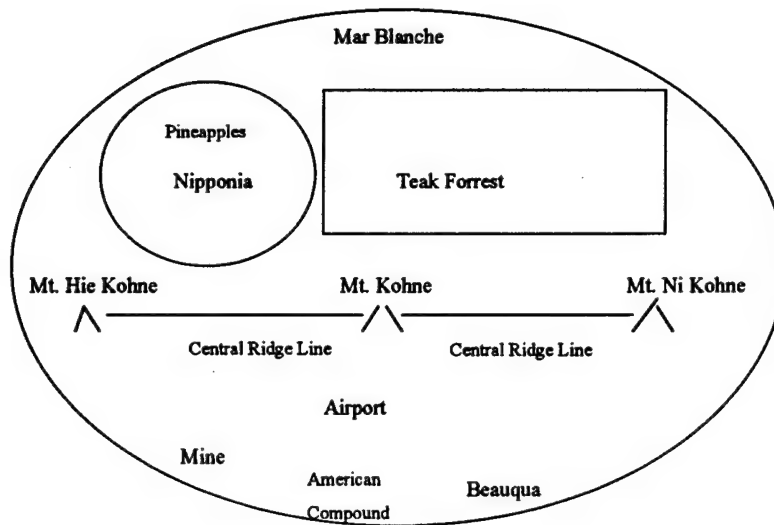 Mar Blanche
Pineapples
Nipponia
Teak Forrest
Mt. Hie Kohne
Mt. Kohne
Mt. Ni Kohne
Central Ridge Line
Central Ridge Line
Airport
Mine
American
Compound
Beauqua